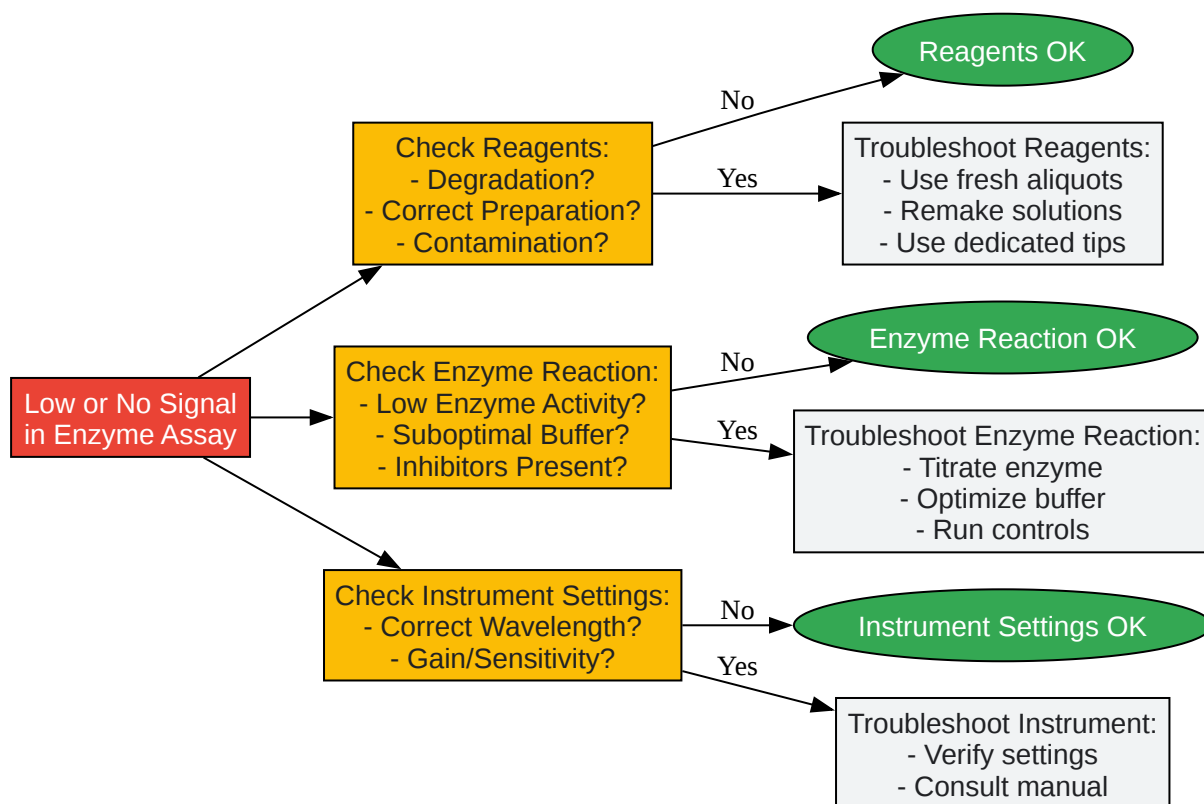 Reagents OK
No
Check Reagents:
- Degradation?
- Correct Preparation?
- Contamination?
Yes
Troubleshoot Reagents:
- Use fresh aliquots
- Remake solutions
- Use dedicated tips
Low or No Signal
in Enzyme Assay
Enzyme Reaction OK
No
Check Enzyme Reaction:
- Low Enzyme Activity?
- Suboptimal Buffer?
- Inhibitors Present?
Yes
Troubleshoot Enzyme Reaction:
- Titrate enzyme
- Optimize buffer
- Run controls
Check Instrument Settings:
- Correct Wavelength?
- Gain/Sensitivity?
No
Instrument Settings OK
Yes
Troubleshoot Instrument:
- Verify settings
- Consult manual